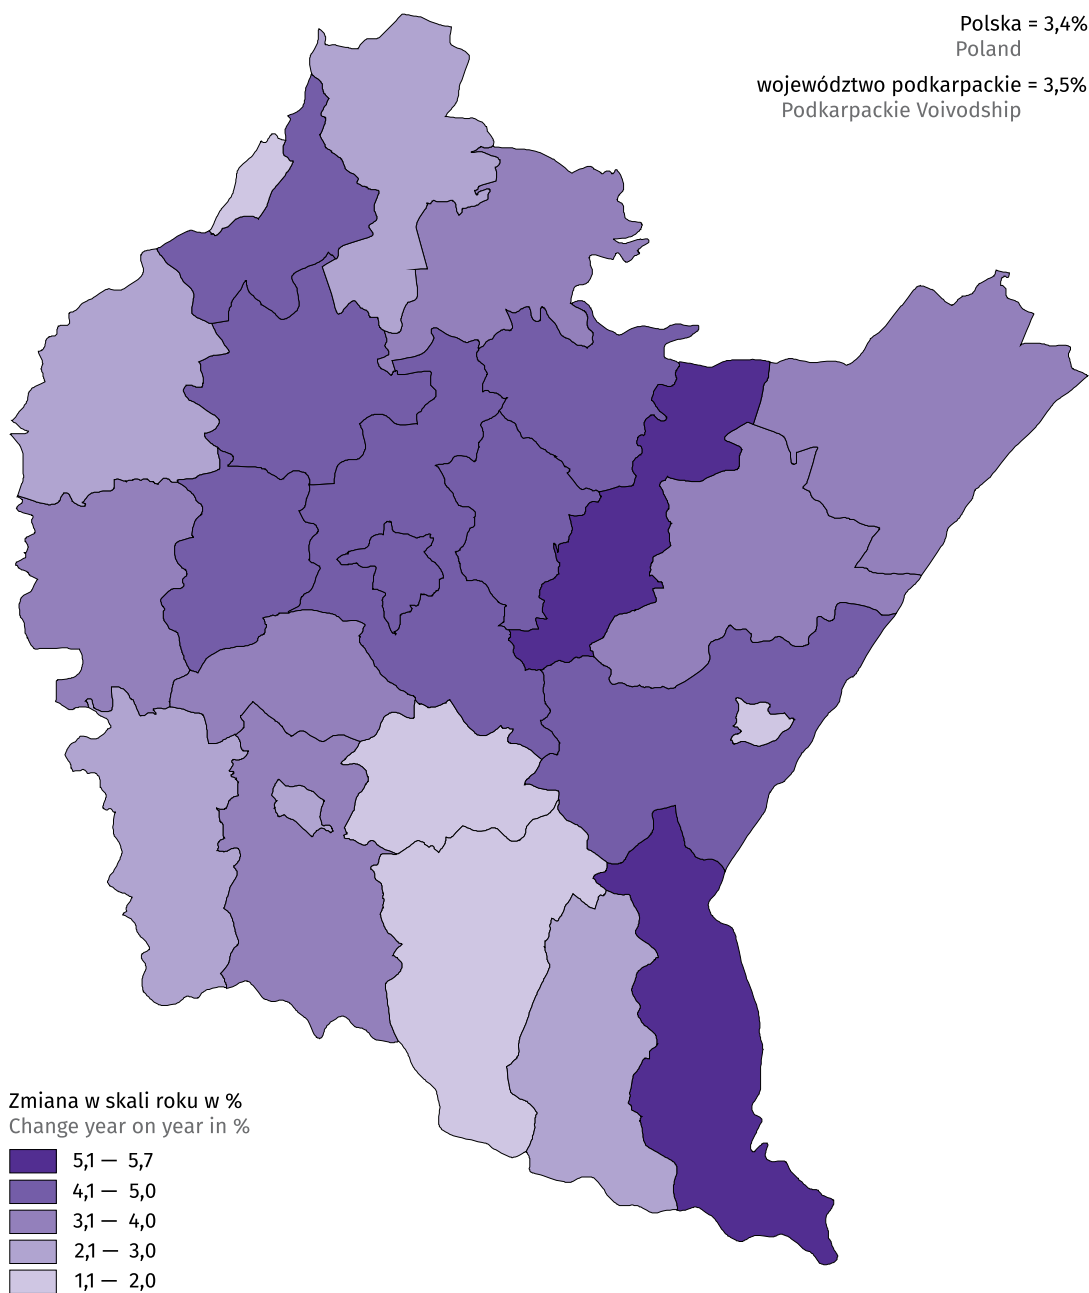 Polska = 3,4%
Poland
województwo podkarpackie = 3,5%
Podkarpackie Voivodship
Zmiana w skali roku w %
Change year on year in %
5,1 — 5,7
4,1 — 5,0
3,1 — 4,0
2,1 — 3,0
1,1 — 2,0